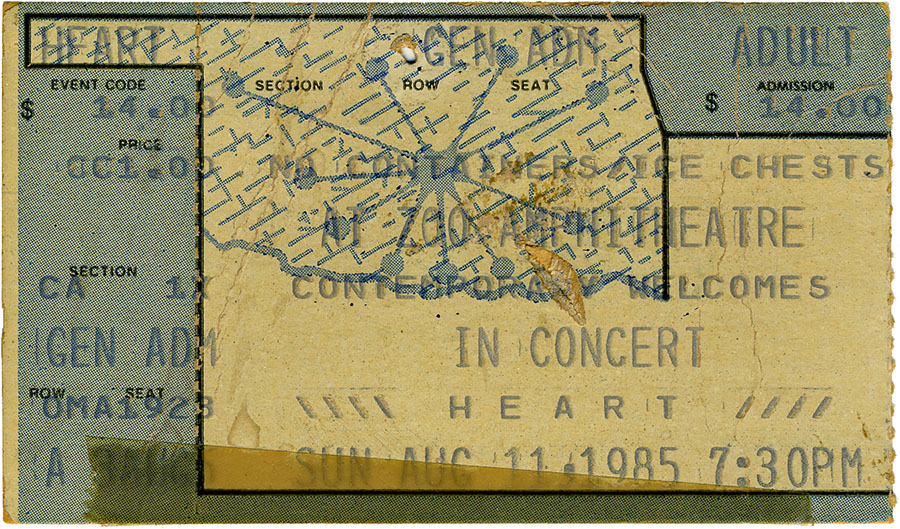 HEART GEN ADM ADULT
EVENT CODE SECTION ROW SEAT ADMISSION
$ 14.00 $ 14.00
PRICE
CC1.00 NO CONTAINERS/ICE CHESTS
AT ZOO AMPHITHEATRE
SECTION
CA 1X CONTEMPORARY WELCOMES
GEN ADM IN CONCERT
ROW SEAT
OMA1923 \\\\ H E A R T ////
A SUN AUG 11,1985 7:30PM